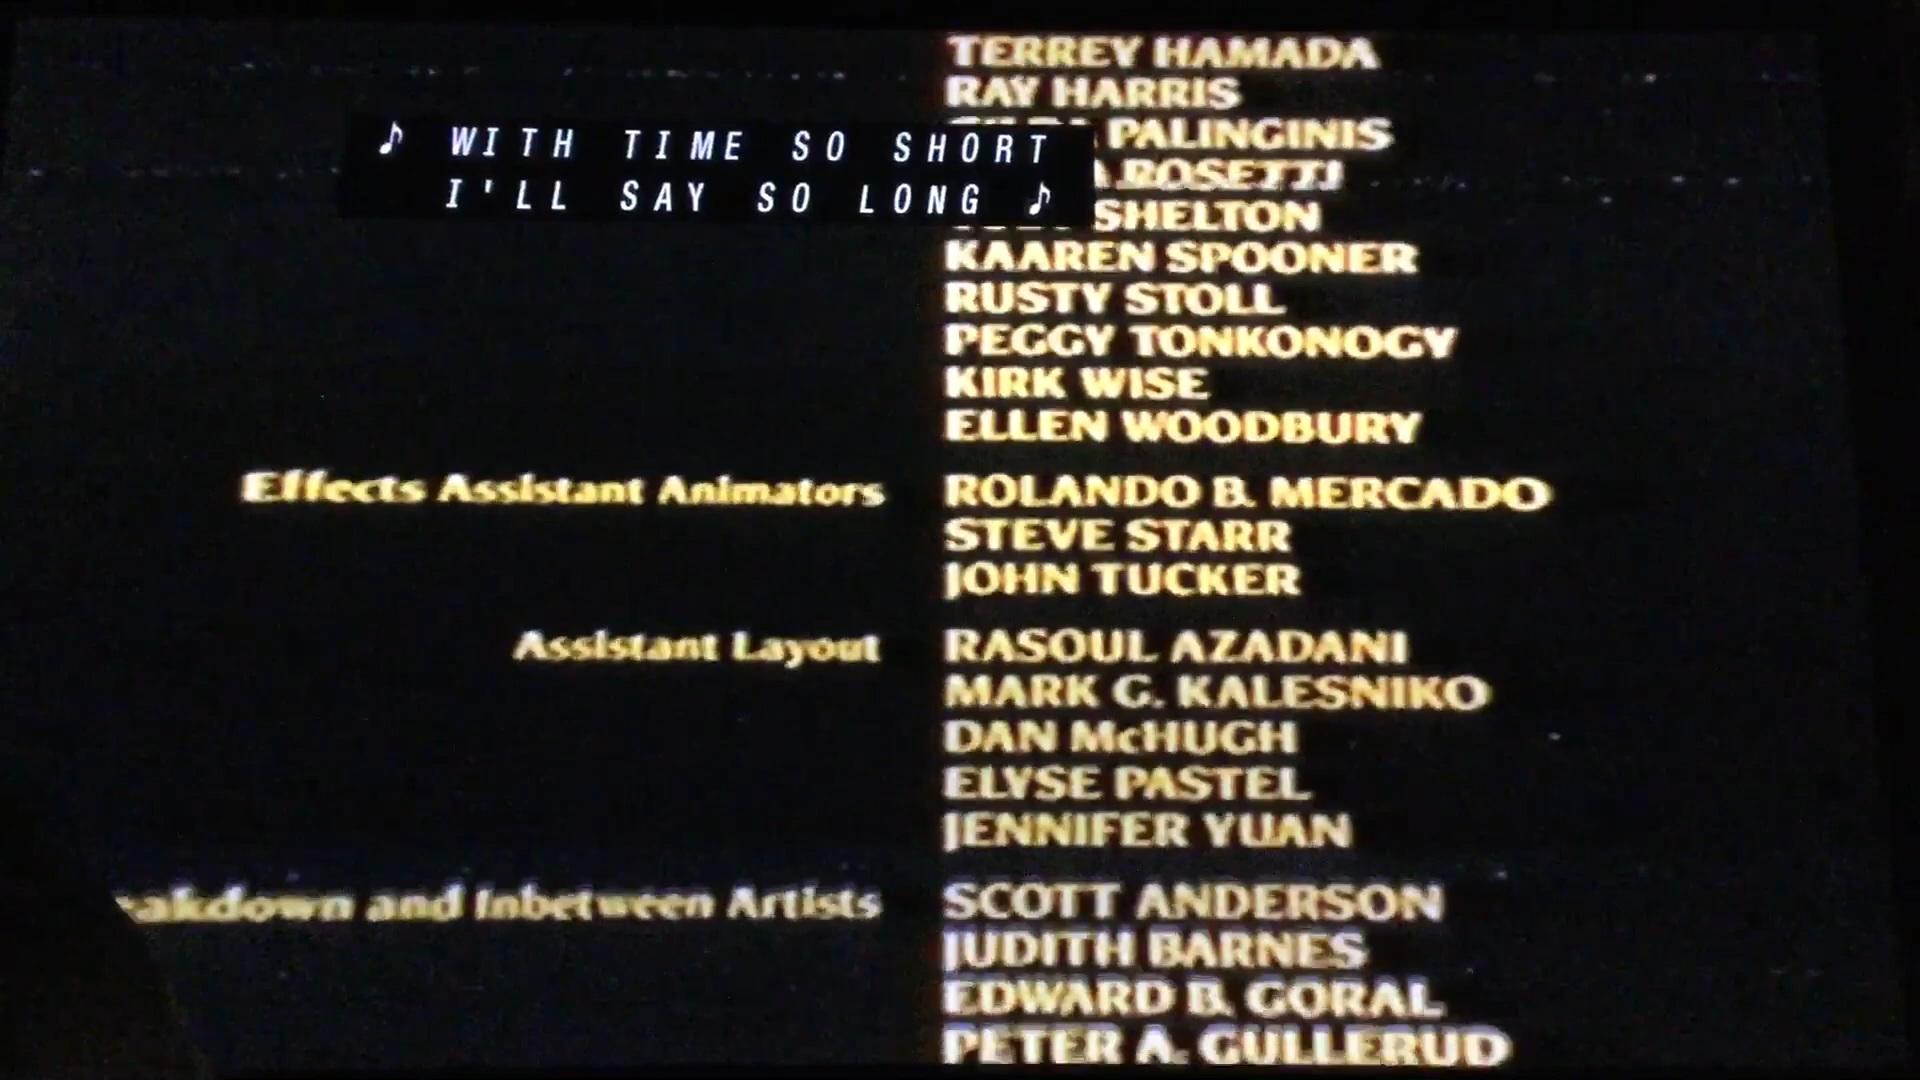 TERREY HAMADA
RAY HARRIS
♪ WITH TIME SO SHORT
I'LL SAY SO LONG ♪
PALINGINIS
ROSETTI
SHELTON
KAAREN SPOONER
RUSTY STOLL
PEGGY TONKONOGY
KIRK WISE
ELLEN WOODBURY
Effects Assistant Animators ROLANDO B. MERCADO
STEVE STARR
JOHN TUCKER
Assistant Layout RASOUL AZADANI
MARK G. KALESNIKO
DAN McHUGH
ELYSE PASTEL
JENNIFER YUAN
and Inbetween Artists SCOTT ANDERSON
JUDITH BARNES
EDWARD B. GORAL
PETER A. GULLERUD